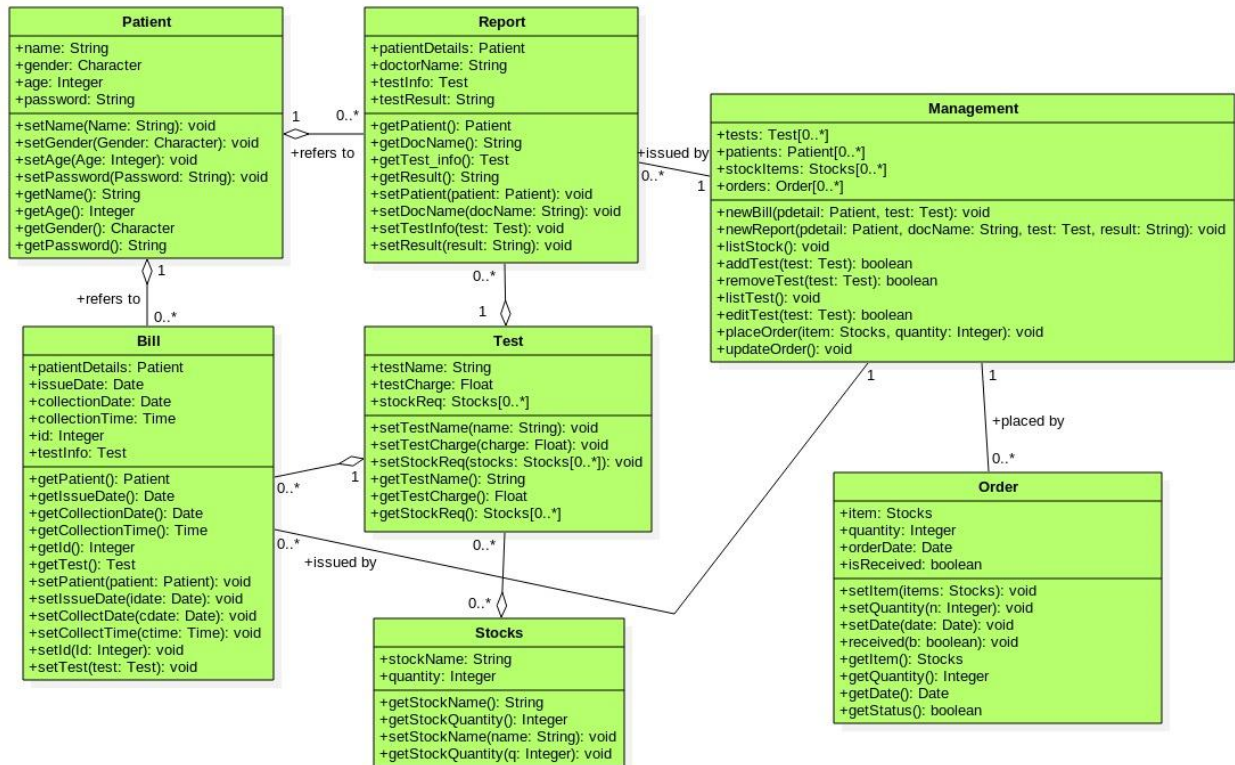 Patient
+name: String
+gender: Character
+age: Integer
+password: String
+setName(Name: String): void
+setGender(Gender: Character): void
+setAge(Age: Integer): void
+setPassword(Password: String): void
+getName(): String
+getAge(): Integer
+getGender(): Character
+getPassword(): String
1
0..*
+refers to
Report
+patientDetails: Patient
+doctorName: String
+testInfo: Test
+testResult: String
+getPatient(): Patient
+getDocName(): String
+getTest_info(): Test
+getResult(): String
+setPatient(patient: Patient): void
+setDocName(docName: String): void
+setTestInfo(test: Test): void
+setResult(result: String): void
+issued by
0..*
1
Management
+tests: Test[0..*]
+patients: Patient[0..*]
+stockItems: Stocks[0..*]
+orders: Order[0..*]
+newBill(pdetail: Patient, test: Test): void
+newReport(pdetail: Patient, docName: String, test: Test, result: String): void
+listStock(): void
+addTest(test: Test): boolean
+removeTest(test: Test): boolean
+listTest(): void
+editTest(test: Test): boolean
+placeOrder(item: Stocks, quantity: Integer): void
+updateOrder(): void
1
+refers to
0..*
0..*
1
Bill
+patientDetails: Patient
+issueDate: Date
+collectionDate: Date
+collectionTime: Time
+id: Integer
+testInfo: Test
+getPatient(): Patient
+getIssueDate(): Date
+getCollectionDate(): Date
+getCollectionTime(): Time
+getId(): Integer
+getTest(): Test
+setPatient(patient: Patient): void
+setIssueDate(idate: Date): void
+setCollectDate(cdate: Date): void
+setCollectTime(ctime: Time): void
+setId(Id: Integer): void
+setTest(test: Test): void
0..*
1
0..*
+issued by
1
Test
+testName: String
+testCharge: Float
+stockReq: Stocks[0..*]
+setTestName(name: String): void
+setTestCharge(charge: Float): void
+setStockReq(stocks: Stocks[0..*]): void
+getTestName(): String
+getTestCharge(): Float
+getStockReq(): Stocks[0..*]
0..*
0..*
Stocks
+stockName: String
+quantity: Integer
+getStockName(): String
+getStockQuantity(): Integer
+setStockName(name: String): void
+getStockQuantity(q: Integer): void
1
+placed by
0..*
Order
+item: Stocks
+quantity: Integer
+orderDate: Date
+isReceived: boolean
+setItem(items: Stocks): void
+setQuantity(n: Integer): void
+setDate(date: Date): void
+received(b: boolean): void
+getItem(): Stocks
+getQuantity(): Integer
+getDate(): Date
+getStatus(): boolean